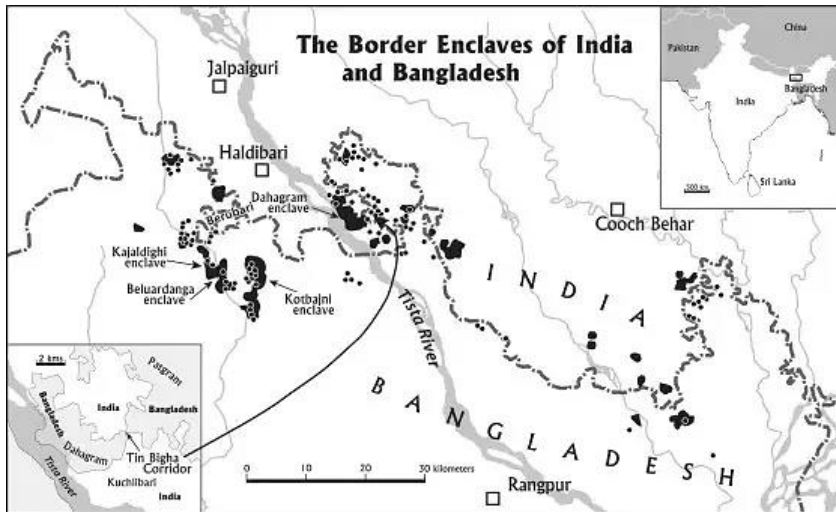 The Border Enclaves of India
and Bangladesh
Jalpaiguri
Haldibari
Dahagram
enclave
Berubari
Kajaldighi
enclave
Beluardanga
enclave
Kotbajni
enclave
Cooch Behar
INDIA
Tista River
BANGLADESH
Rangpur
0 10 20 30 kilometers
China
Pakistan
Bangladesh
India
Sri Lanka
500 km.
2 kms.
Patgram
India
Bangladesh
Bangladesh
Dahagram
Tin Bigha
Corridor
Kuchlibari
Tista River
India